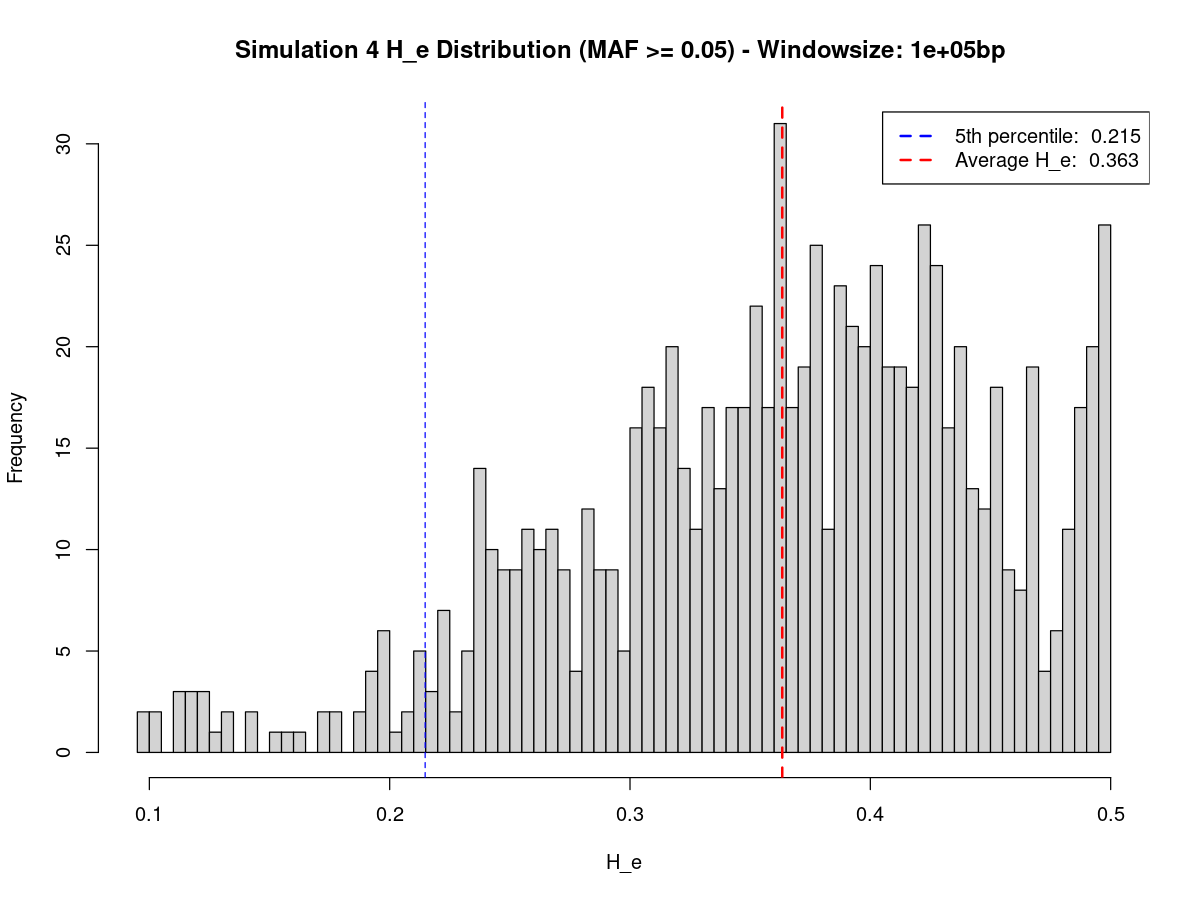 Simulation 4 H_e Distribution (MAF >= 0.05) - Windowsize: 1e+05bp
5th percentile: 0.215
Average H_e: 0.363
Frequency
30
25
20
15
10
5
0
0.1 0.2 0.3 0.4 0.5
H_e